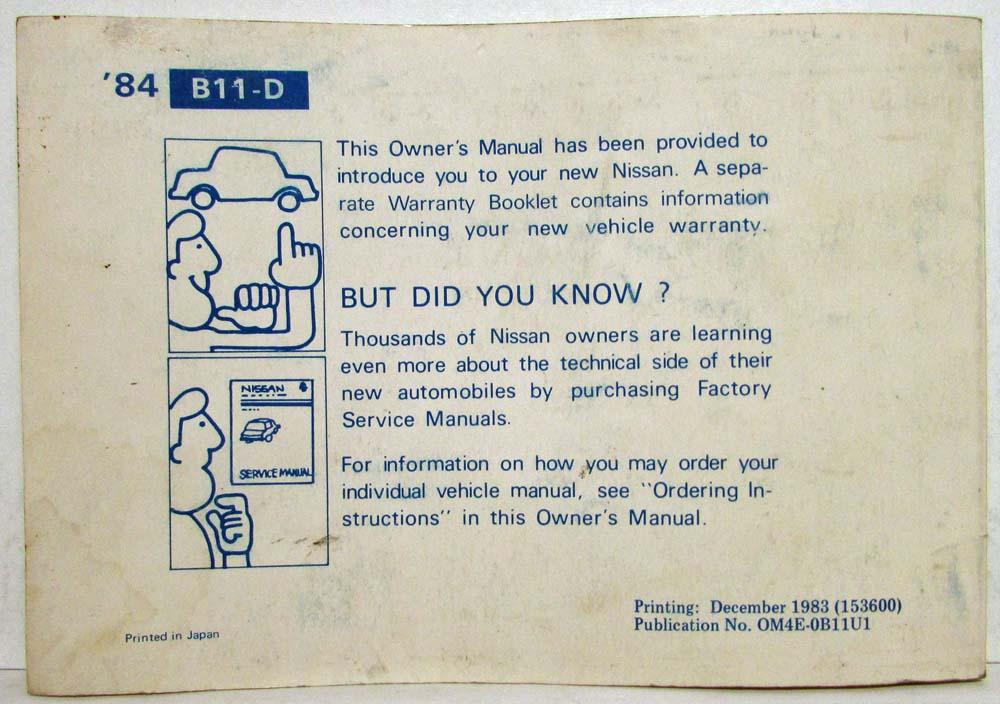 '84 B11-D
This Owner's Manual has been provided to
introduce you to your new Nissan. A sepa-
rate Warranty Booklet contains information
concerning your new vehicle warranty.
BUT DID YOU KNOW ?
Thousands of Nissan owners are learning
even more about the technical side of their
new automobiles by purchasing Factory
Service Manuals.
NISSAN
SERVICE MANUAL
For information on how you may order your
individual vehicle manual, see "Ordering In-
structions" in this Owner's Manual.
Printing: December 1983 (153600)
Publication No. OM4E-0B11U1
Printed in Japan